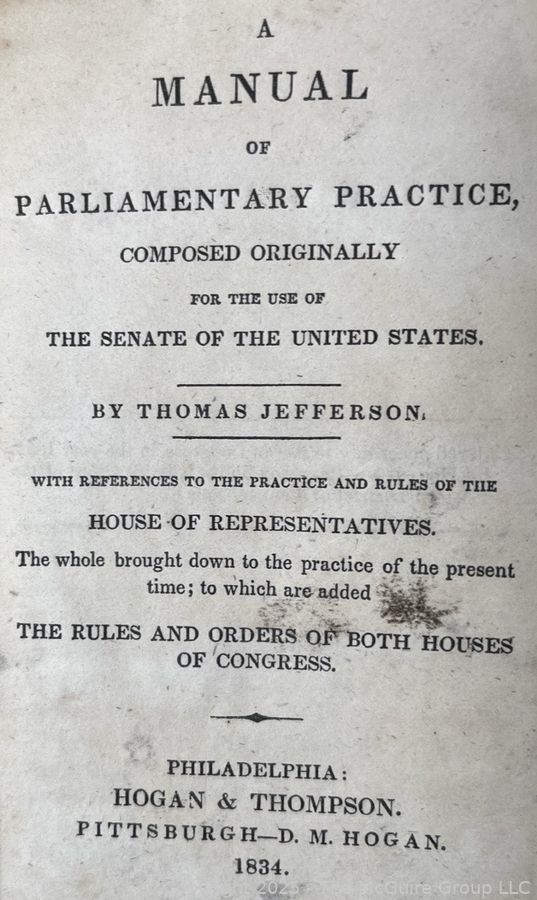 A
MANUAL
OF
PARLIAMENTARY PRACTICE,
COMPOSED ORIGINALLY
FOR THE USE OF
THE SENATE OF THE UNITED STATES.
BY THOMAS JEFFERSON,
WITH REFERENCES TO THE PRACTICE AND RULES OF THE
HOUSE OF REPRESENTATIVES.
The whole brought down to the practice of the present
time; to which are added
THE RULES AND ORDERS OF BOTH HOUSES
OF CONGRESS.
PHILADELPHIA:
HOGAN & THOMPSON.
PITTSBURGH—D. M. HOGAN.
1834.
McGuire Group LLC